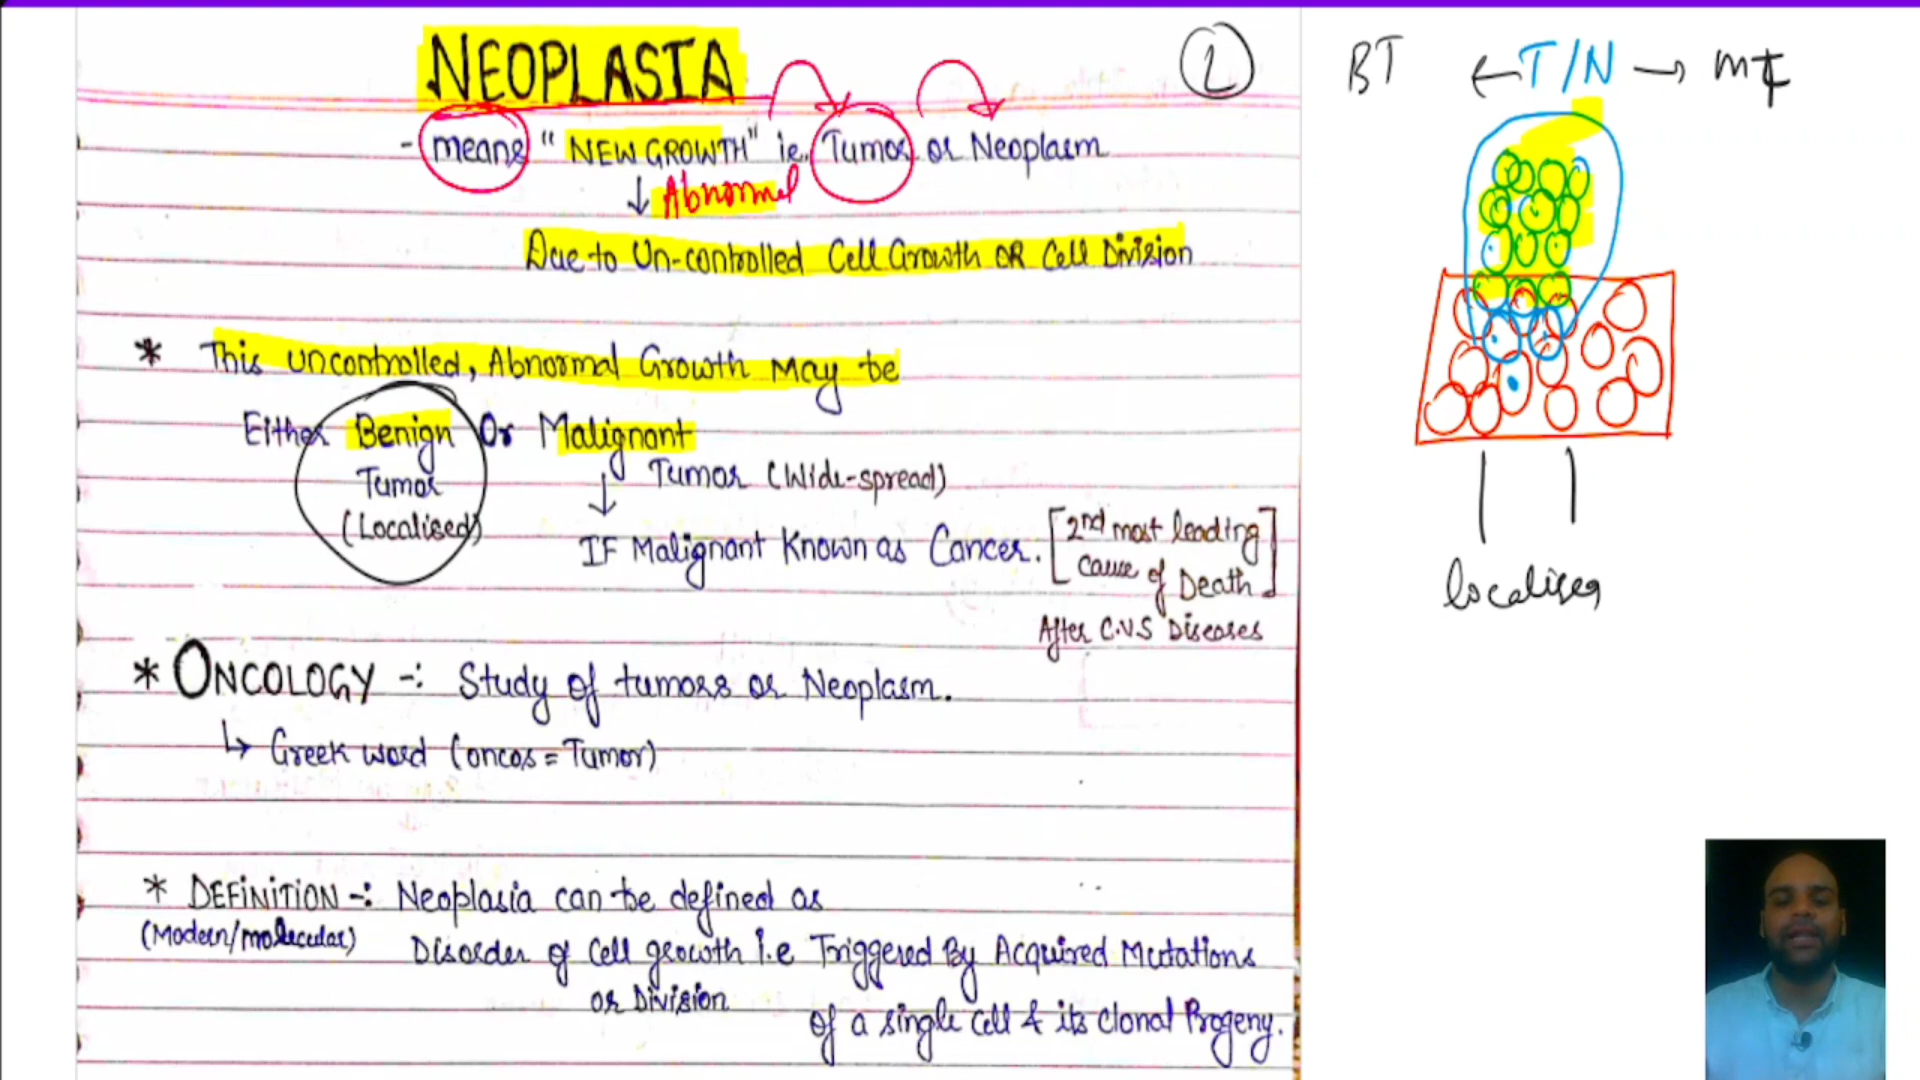 NEOPLASIA
- means "NEW GROWTH" i.e. Tumor or Neoplasm
↓ Abnormal
Due to Un-controlled Cell Growth OR Cell Division
* This uncontrolled, Abnormal Growth May be
Either Benign Or Malignant
Tumor
(Localised)
↓ Tumor (Wide-spread)
IF Malignant Known as Cancer. [2nd most leading
cause of Death]
After C.V.S Diseases
* ONCOLOGY -: Study of tumors or Neoplasm.
↳ Greek word (oncos = Tumor)
* DEFINITION -: Neoplasia can be defined as
(Modern/molecular)
Disorder of Cell growth i.e Triggered By Acquired Mutations
or Division
of a single cell & its clonal Progeny.
BT ← T/N → MT
localised